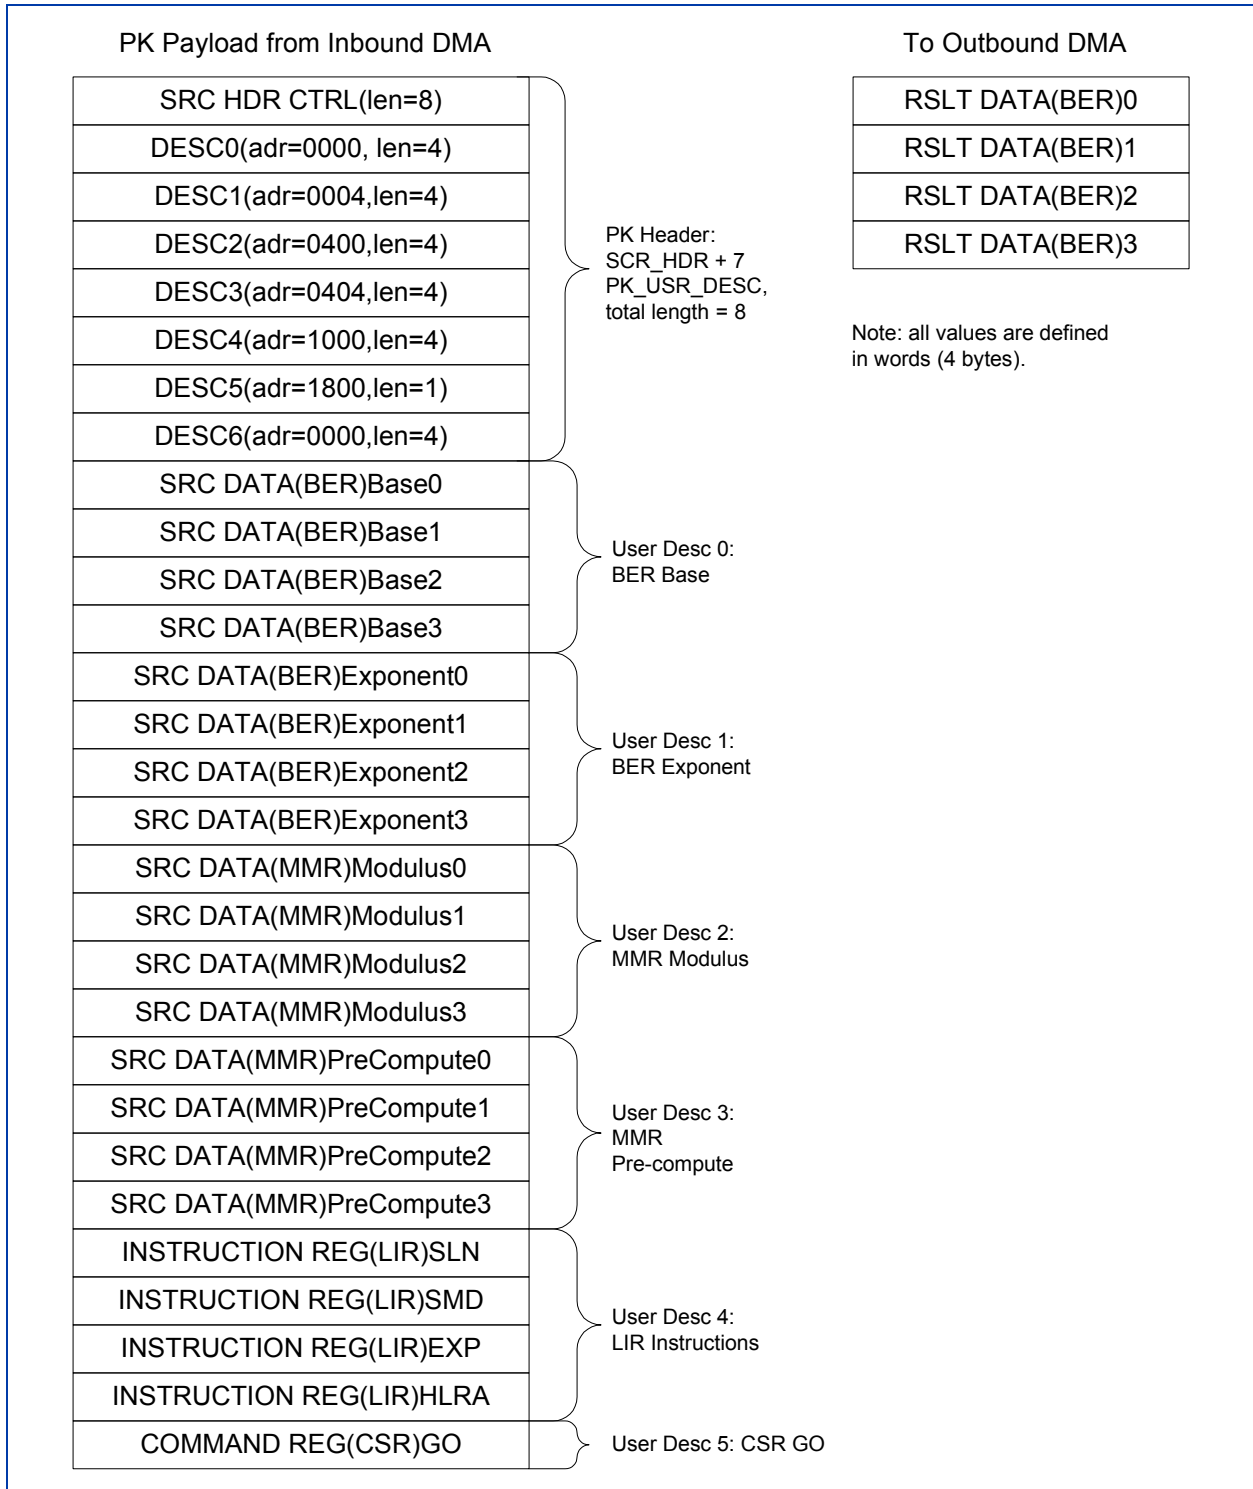 PK Payload from Inbound DMA
SRC HDR CTRL(len=8)
DESC0(adr=0000, len=4)
DESC1(adr=0004,len=4)
DESC2(adr=0400,len=4)
DESC3(adr=0404,len=4)
DESC4(adr=1000,len=4)
DESC5(adr=1800,len=1)
DESC6(adr=0000,len=4)
PK Header:
SCR_HDR + 7
PK_USR_DESC,
total length = 8
SRC DATA(BER)Base0
SRC DATA(BER)Base1
SRC DATA(BER)Base2
SRC DATA(BER)Base3
User Desc 0:
BER Base
SRC DATA(BER)Exponent0
SRC DATA(BER)Exponent1
SRC DATA(BER)Exponent2
SRC DATA(BER)Exponent3
User Desc 1:
BER Exponent
SRC DATA(MMR)Modulus0
SRC DATA(MMR)Modulus1
SRC DATA(MMR)Modulus2
SRC DATA(MMR)Modulus3
User Desc 2:
MMR Modulus
SRC DATA(MMR)PreCompute0
SRC DATA(MMR)PreCompute1
SRC DATA(MMR)PreCompute2
SRC DATA(MMR)PreCompute3
User Desc 3:
MMR
Pre-compute
INSTRUCTION REG(LIR)SLN
INSTRUCTION REG(LIR)SMD
INSTRUCTION REG(LIR)EXP
INSTRUCTION REG(LIR)HLRA
User Desc 4:
LIR Instructions
COMMAND REG(CSR)GO
User Desc 5: CSR GO
To Outbound DMA
RSLT DATA(BER)0
RSLT DATA(BER)1
RSLT DATA(BER)2
RSLT DATA(BER)3
Note: all values are defined
in words (4 bytes).